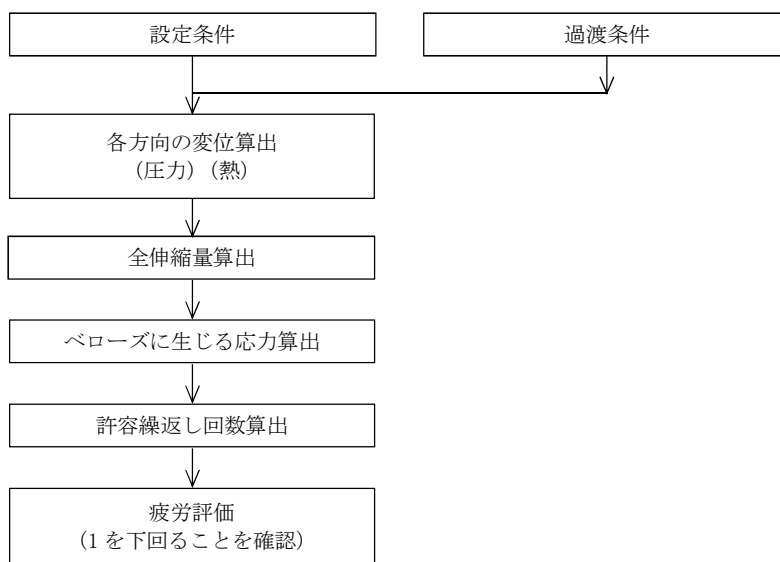 設定条件
過渡条件
各方向の変位算出
（圧力）（熱）
全伸縮量算出
ベローズに生じる応力算出
許容繰返し回数算出
疲労評価
（1 を下回ることを確認）